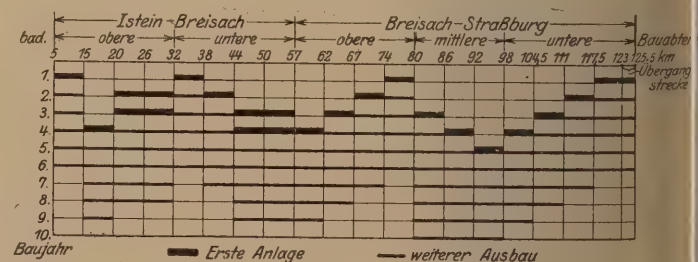 Istein-Breisach Breisach-Straßburg
bad. obere untere obere mittlere untere
5 15 20 26 32 38 44 50 57 62 67 74 80 86 92 98 104,5 111 117,5 123 125,5 km
Übergang
strecke
1.
2.
3.
4.
5.
6.
7.
8.
9.
10.
Baujahr Erste Anlage weiterer Ausbau